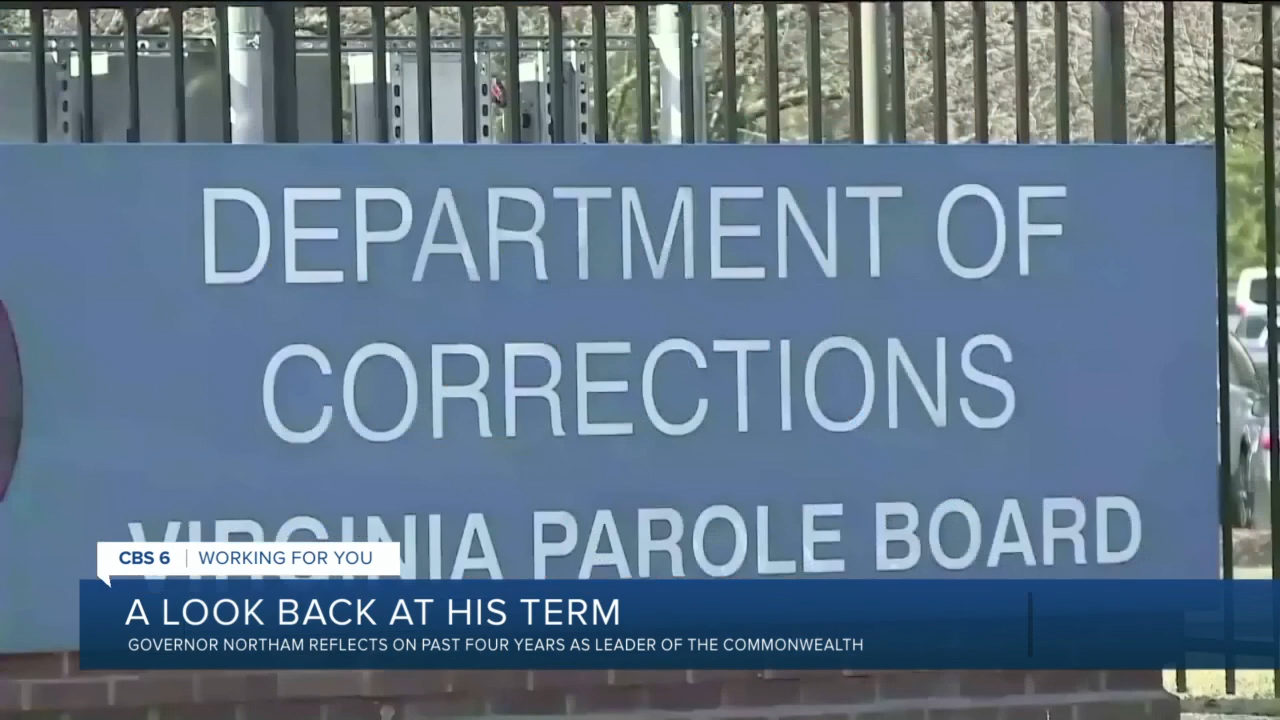 DEPARTMENT OF
CORRECTIONS
VIRGINIA PAROLE BOARD
CBS 6 | WORKING FOR YOU
A LOOK BACK AT HIS TERM
GOVERNOR NORTHAM REFLECTS ON PAST FOUR YEARS AS LEADER OF THE COMMONWEALTH